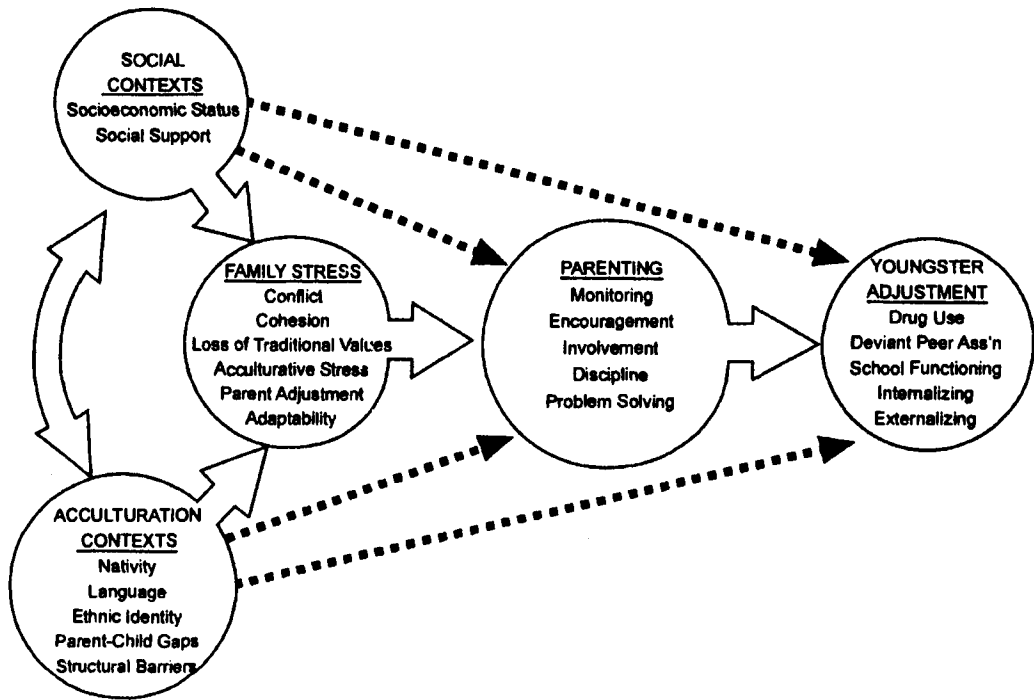 SOCIAL
CONTEXTS
Socioeconomic Status
Social Support
FAMILY STRESS
Conflict
Cohesion
Loss of Traditional Values
Acculturative Stress
Parent Adjustment
Adaptability
PARENTING
Monitoring
Encouragement
Involvement
Discipline
Problem Solving
YOUNGSTER
ADJUSTMENT
Drug Use
Deviant Peer Ass'n
School Functioning
Internalizing
Externalizing
ACCULTURATION
CONTEXTS
Nativity
Language
Ethnic Identity
Parent-Child Gaps
Structural Barriers